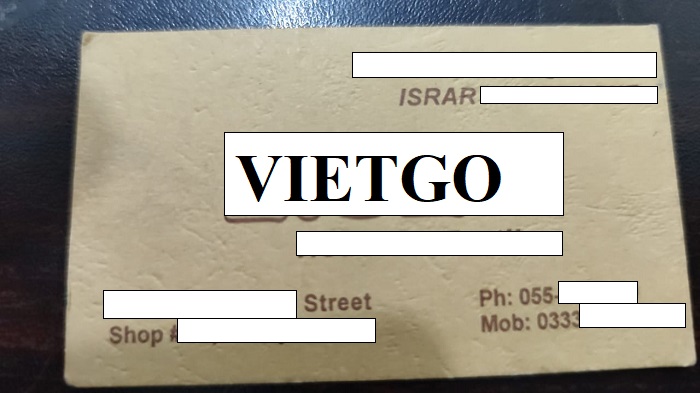 ISRAR
VIETGO
Street
Shop #
Ph: 055-
Mob: 0333